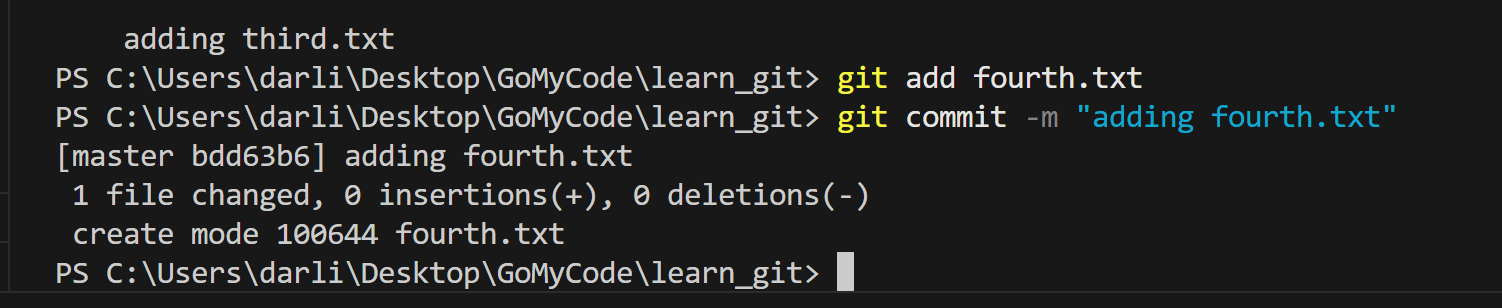 adding third.txt
PS C:\Users\darli\Desktop\GoMyCode\learn_git> git add fourth.txt
PS C:\Users\darli\Desktop\GoMyCode\learn_git> git commit -m "adding fourth.txt"
[master bdd63b6] adding fourth.txt
 1 file changed, 0 insertions(+), 0 deletions(-)
 create mode 100644 fourth.txt
PS C:\Users\darli\Desktop\GoMyCode\learn_git>